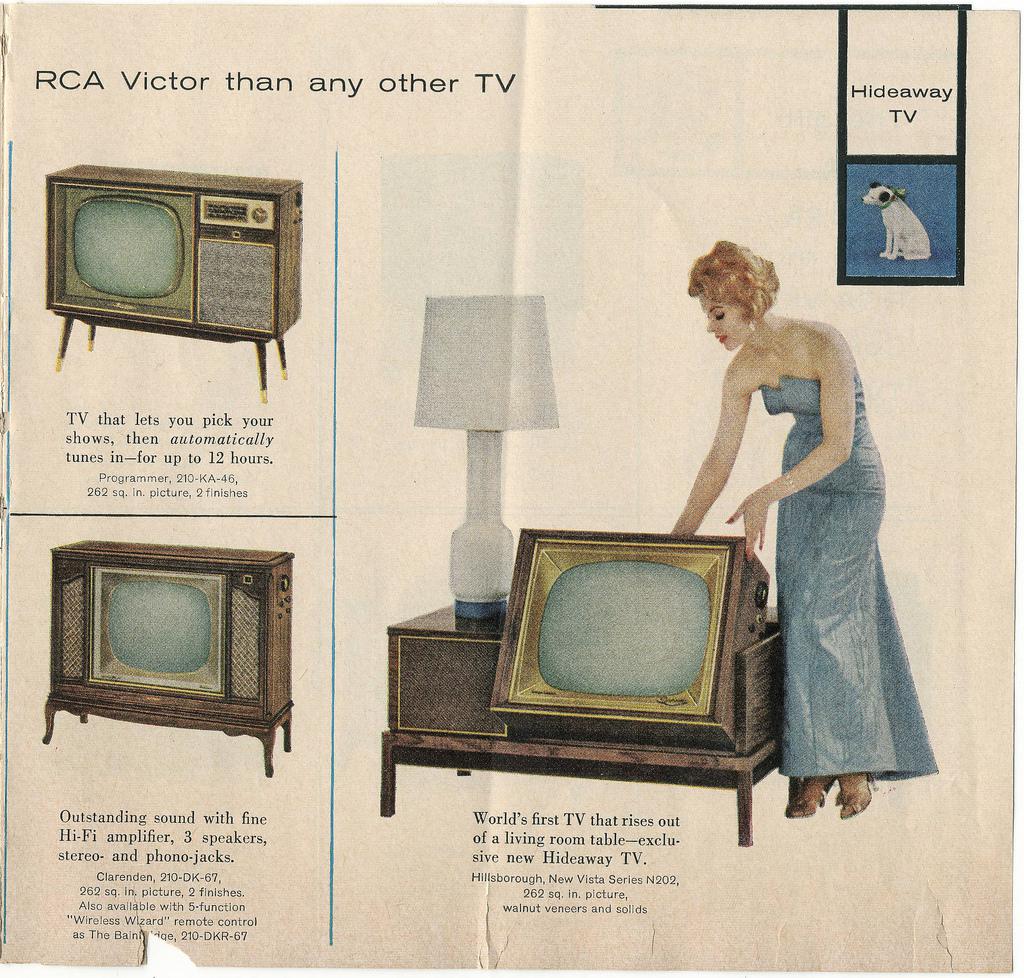 RCA Victor than any other TV
Hideaway
TV
TV that lets you pick your
shows, then automatically
tunes in—for up to 12 hours.
Programmer, 210-KA-46,
262 sq. in. picture, 2 finishes
Outstanding sound with fine
Hi-Fi amplifier, 3 speakers,
stereo- and phono-jacks.
Clarenden, 210-DK-67,
262 sq. in. picture, 2 finishes.
Also available with 5-function
"Wireless Wizard" remote control
as The 210-DKR-67
World's first TV that rises out
of a living room table—exclu-
sive new Hideaway TV.
Hillsborough, New Vista Series N202,
262 sq. in. picture,
walnut veneers and solids